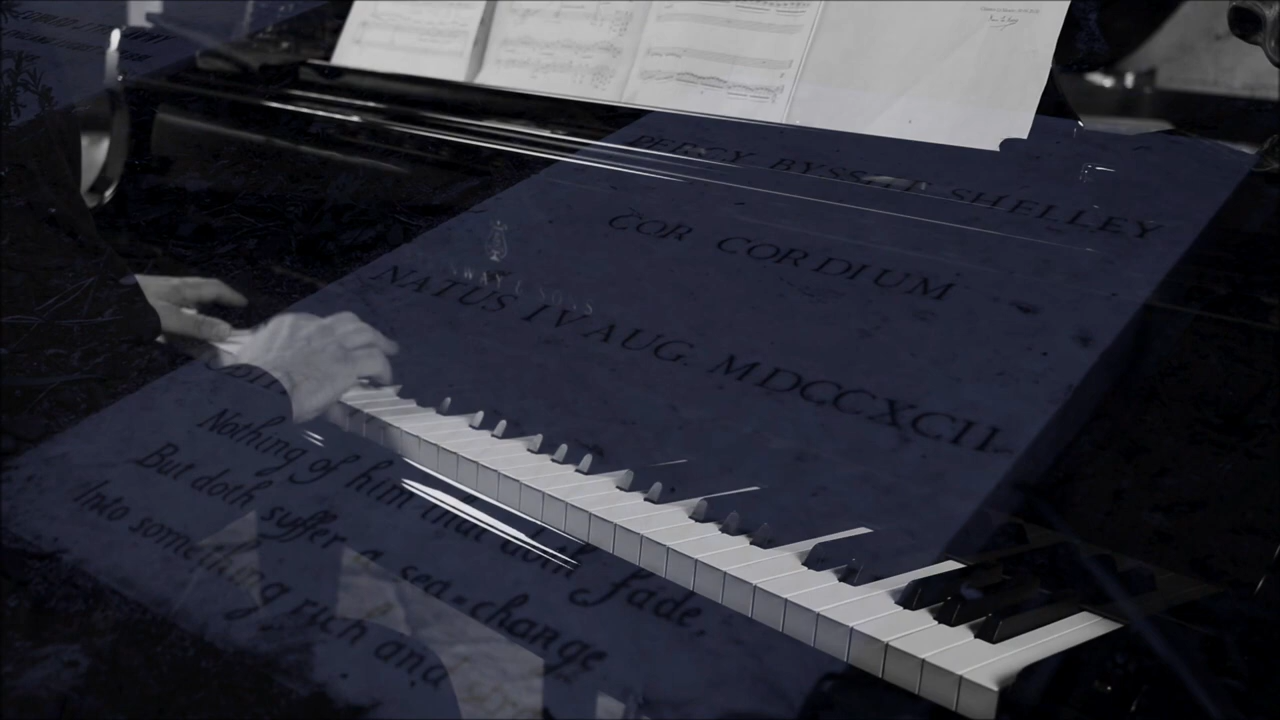 PERCY BYSSHE SHELLEY
COR CORDIUM
NATUS IV AUG. MDCCXCII
Nothing of him that doth fade,
But doth suffer a sea-change
Into something rich and